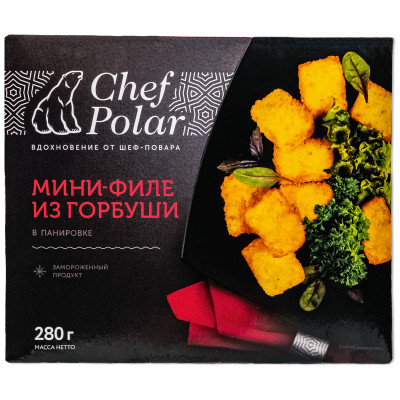 Chef
Polar
ВДОХНОВЕНИЕ ОТ ШЕФ-ПОВАРА
МИНИ-ФИЛЕ
ИЗ ГОРБУШИ
В ПАНИРОВКЕ
ЗАМОРОЖЕННЫЙ
ПРОДУКТ
280 г
МАССА НЕТТО